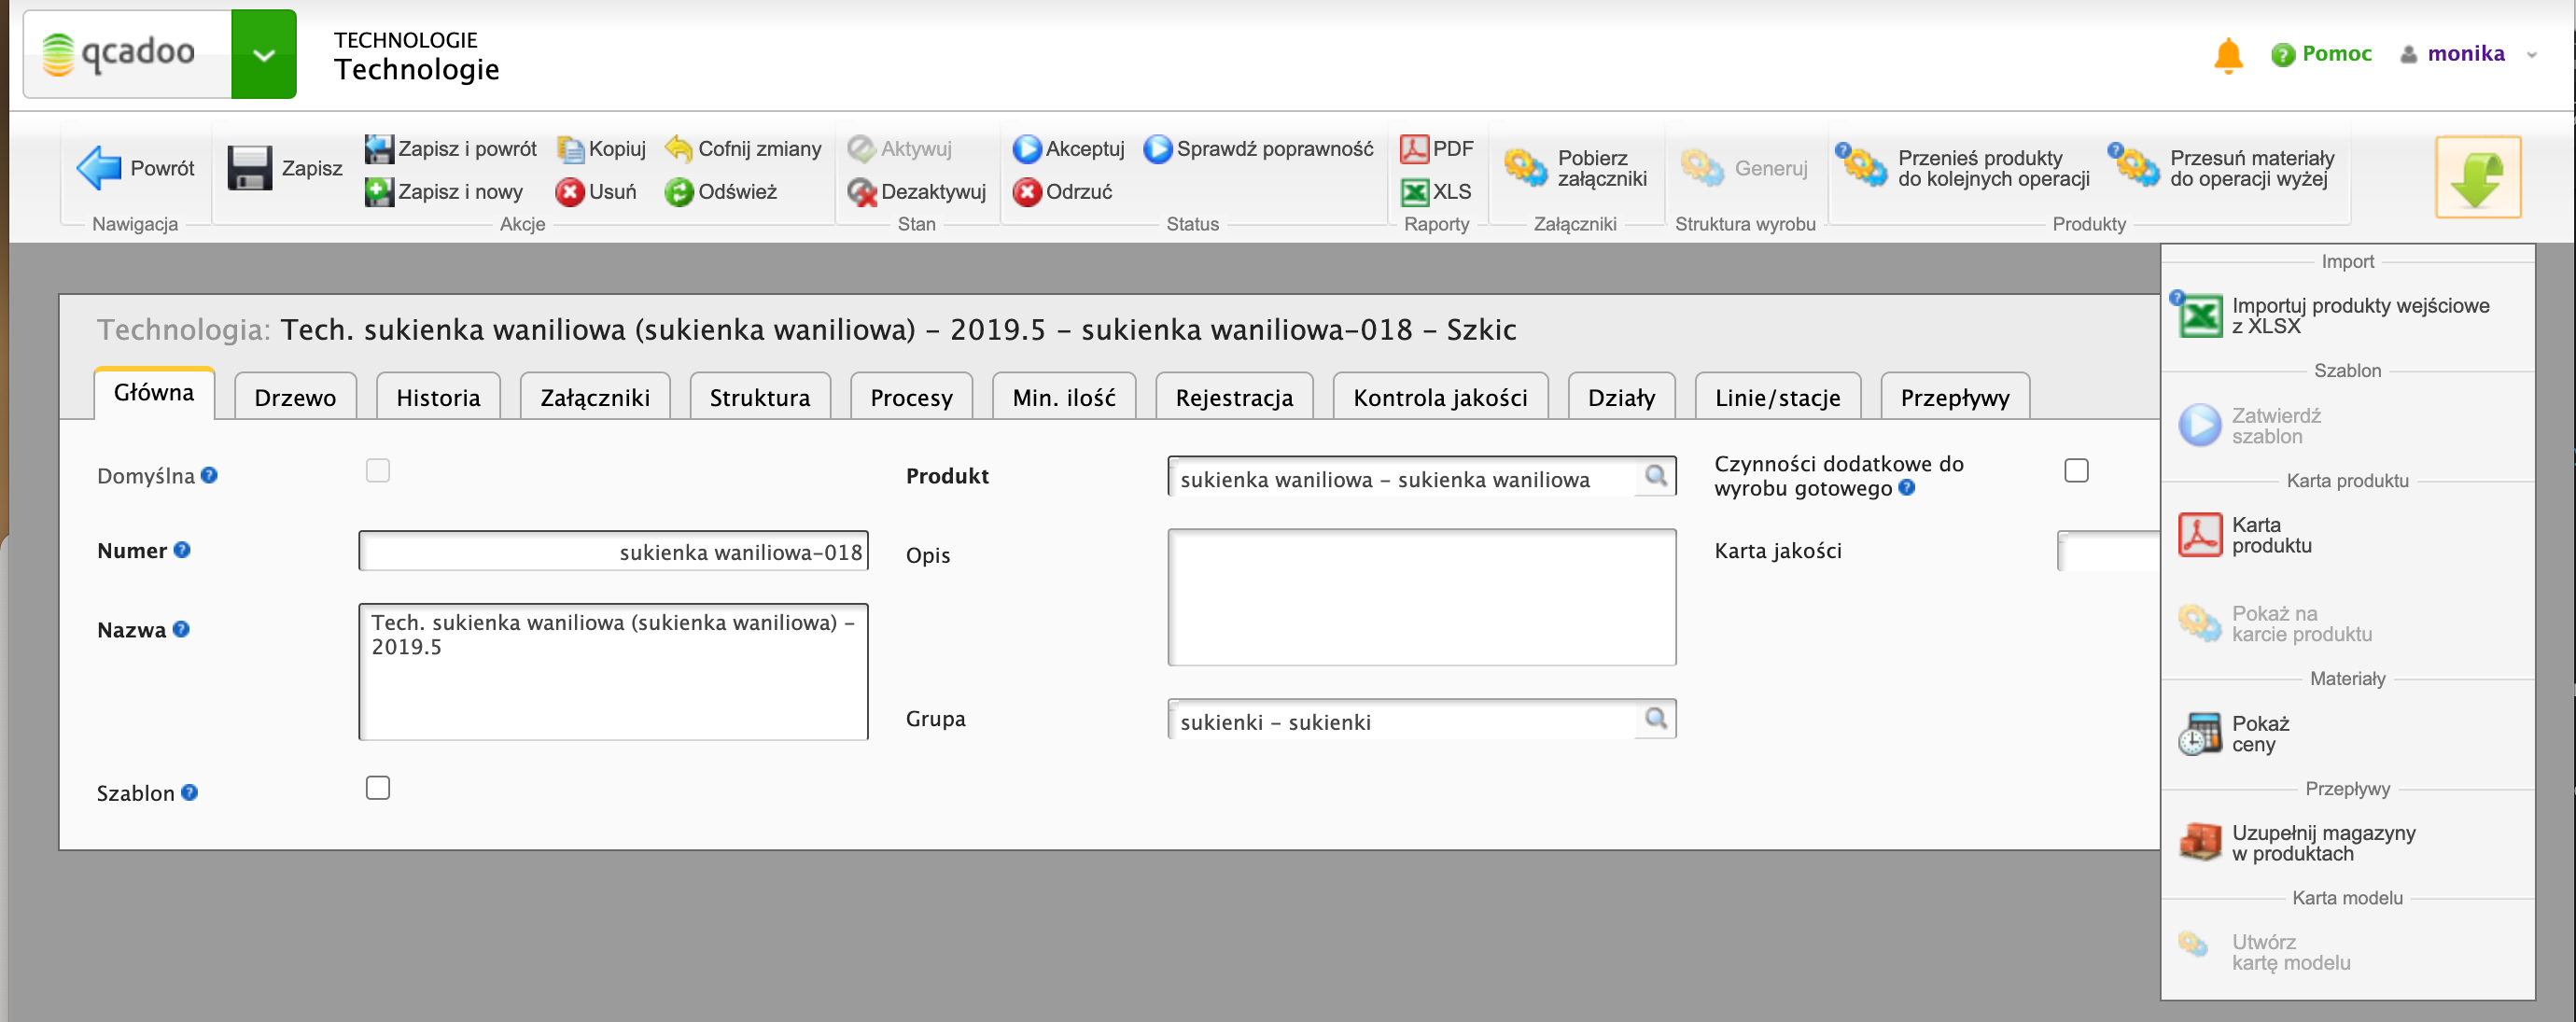 qcadoo
TECHNOLOGIE
Technologie
Pomoc
monika
Powrót
Nawigacja
Zapisz
Zapisz i powrót
Kopiuj
Cofnij zmiany
Zapisz i nowy
Usuń
Odśwież
Akcje
Aktywuj
Dezaktywuj
Stan
Akceptuj
Sprawdź poprawność
Odrzuć
Status
PDF
XLS
Raporty
Pobierz
załączniki
Załączniki
Generuj
Struktura wyrobu
Przenieś produkty
do kolejnych operacji
Przesuń materiały
do operacji wyżej
Produkty
Import
Importuj produkty wejściowe
z XLSX
Szablon
Zatwierdź
szablon
Karta produktu
Karta
produktu
Pokaż na
karcie produktu
Materiały
Pokaż
ceny
Przepływy
Uzupełnij magazyny
w produktach
Karta modelu
Utwórz
kartę modelu
Technologia: Tech. sukienka waniliowa (sukienka waniliowa) - 2019.5 - sukienka waniliowa-018 - Szkic
Główna
Drzewo
Historia
Załączniki
Struktura
Procesy
Min. ilość
Rejestracja
Kontrola jakości
Działy
Linie/stacje
Przepływy
Domyślna
Numer
sukienka waniliowa-018
Nazwa
Tech. sukienka waniliowa (sukienka waniliowa) -
2019.5
Szablon
Produkt
sukienka waniliowa - sukienka waniliowa
Opis
Grupa
sukienki - sukienki
Czynności dodatkowe do
wyrobu gotowego
Karta jakości